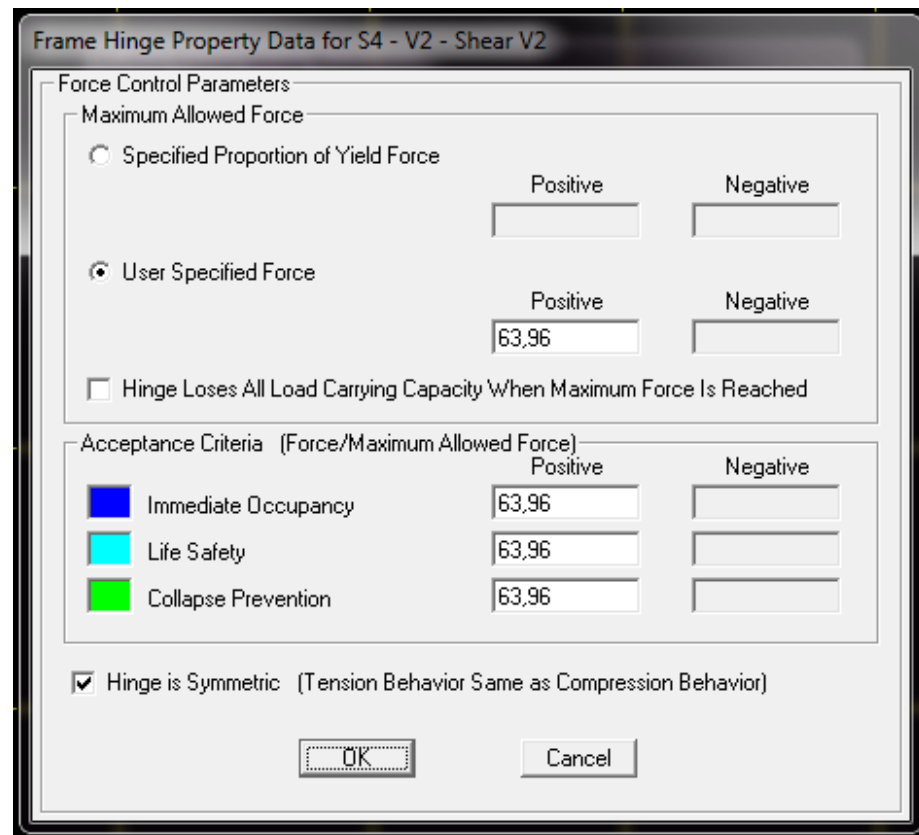 Frame Hinge Property Data for S4 - V2 - Shear V2
Force Control Parameters
Maximum Allowed Force
Specified Proportion of Yield Force
Positive Negative
User Specified Force
Positive Negative
63,96
Hinge Loses All Load Carrying Capacity When Maximum Force Is Reached
Acceptance Criteria (Force/Maximum Allowed Force)
Positive Negative
Immediate Occupancy 63,96
Life Safety 63,96
Collapse Prevention 63,96
Hinge is Symmetric (Tension Behavior Same as Compression Behavior)
OK Cancel